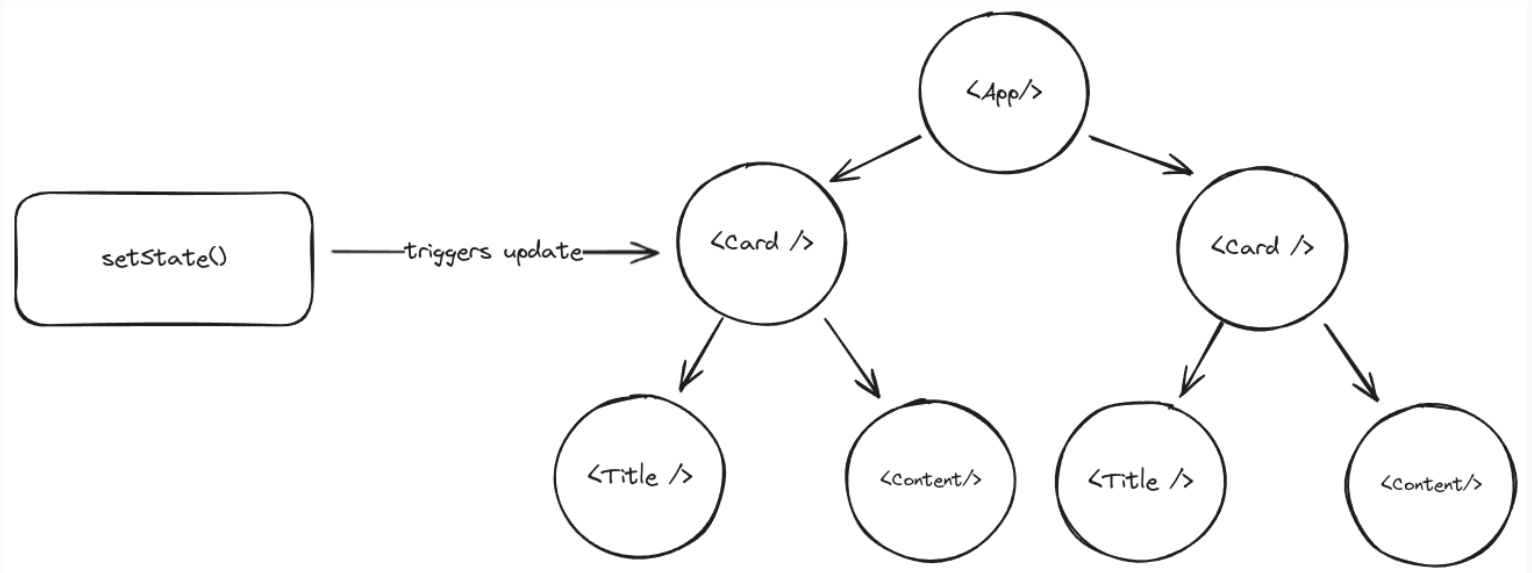 <App/>
setState()
triggers update
<Card />
<Card />
<Title />
<Content/>
<Title />
<Content/>